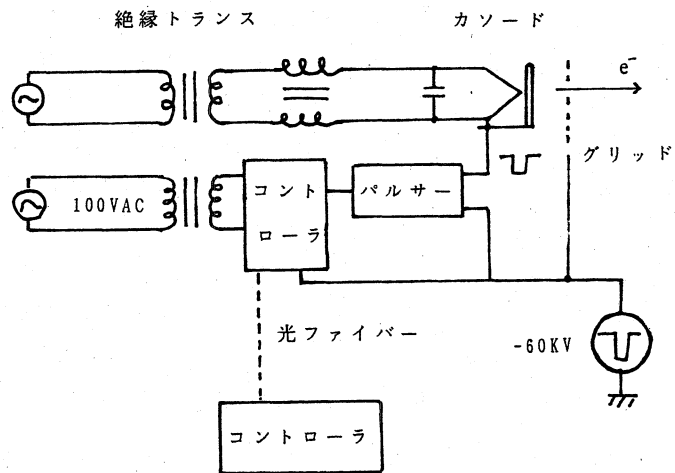 絶縁トランス
カソード
e⁻
グリッド
100VAC
コント
ローラ
パルサー
光ファイバー
-60KV
コントローラ